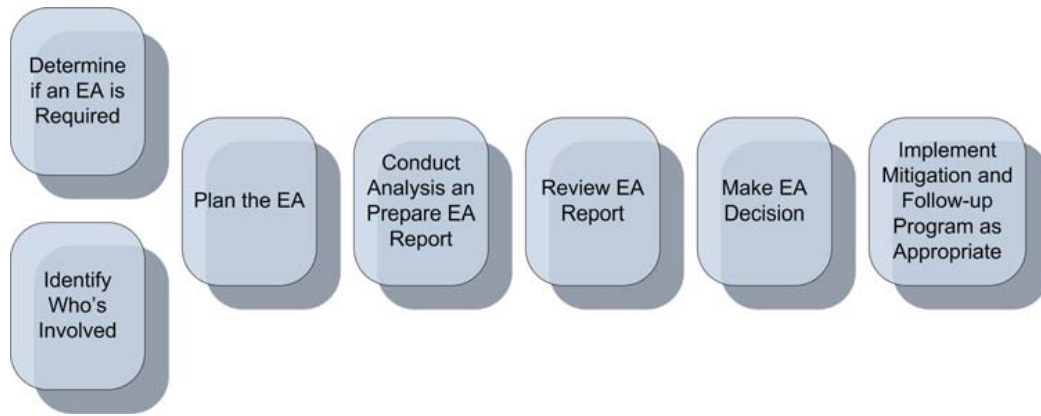 Determine
if an EA is
Required
Identify
Who's
Involved
Plan the EA
Conduct
Analysis an
Prepare EA
Report
Review EA
Report
Make EA
Decision
Implement
Mitigation and
Follow-up
Program as
Appropriate